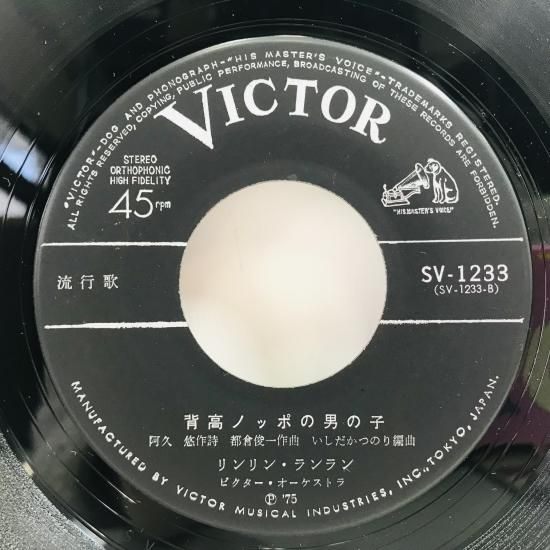 "VICTOR"–DOG AND PHONOGRAPH–"HIS MASTER'S VOICE"–TRADEMARKS REGISTERED.
ALL RIGHTS RESERVED, COPYING, PUBLIC PERFORMANCE, BROADCASTING OF THESE RECORDS ARE FORBIDDEN.
VICTOR
STEREO
ORTHOPHONIC
HIGH FIDELITY
45 rpm
"HIS MASTER'S VOICE"
流行歌
SV-1233
(SV-1233-B)
背高ノッポの男の子
阿久 悠作詩 都倉俊一作曲 いしだかつのり編曲
リンリン・ランラン
ビクター・オーケストラ
Ⓟ '75
MANUFACTURED BY VICTOR MUSICAL INDUSTRIES, INC., TOKYO, JAPAN.